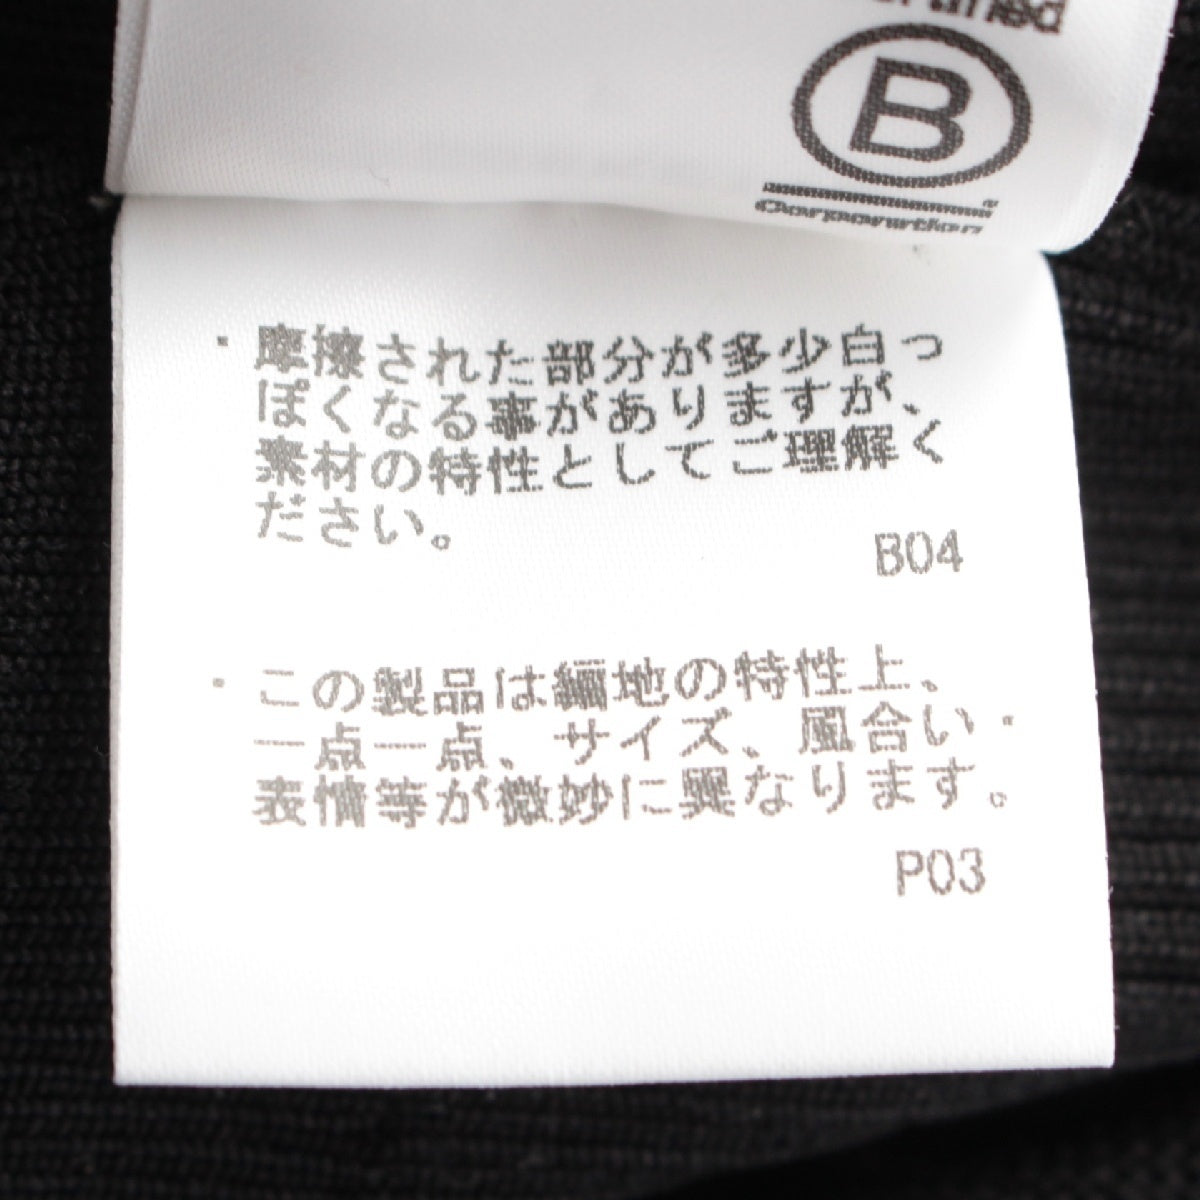 B
Corporation
・摩擦された部分が多少白っ
ぽくなる事がありますが、
素材の特性としてご理解く
ださい。
B04
・この製品は編地の特性上、
一点一点、サイズ、風合い・
表情等が微妙に異なります。
P03